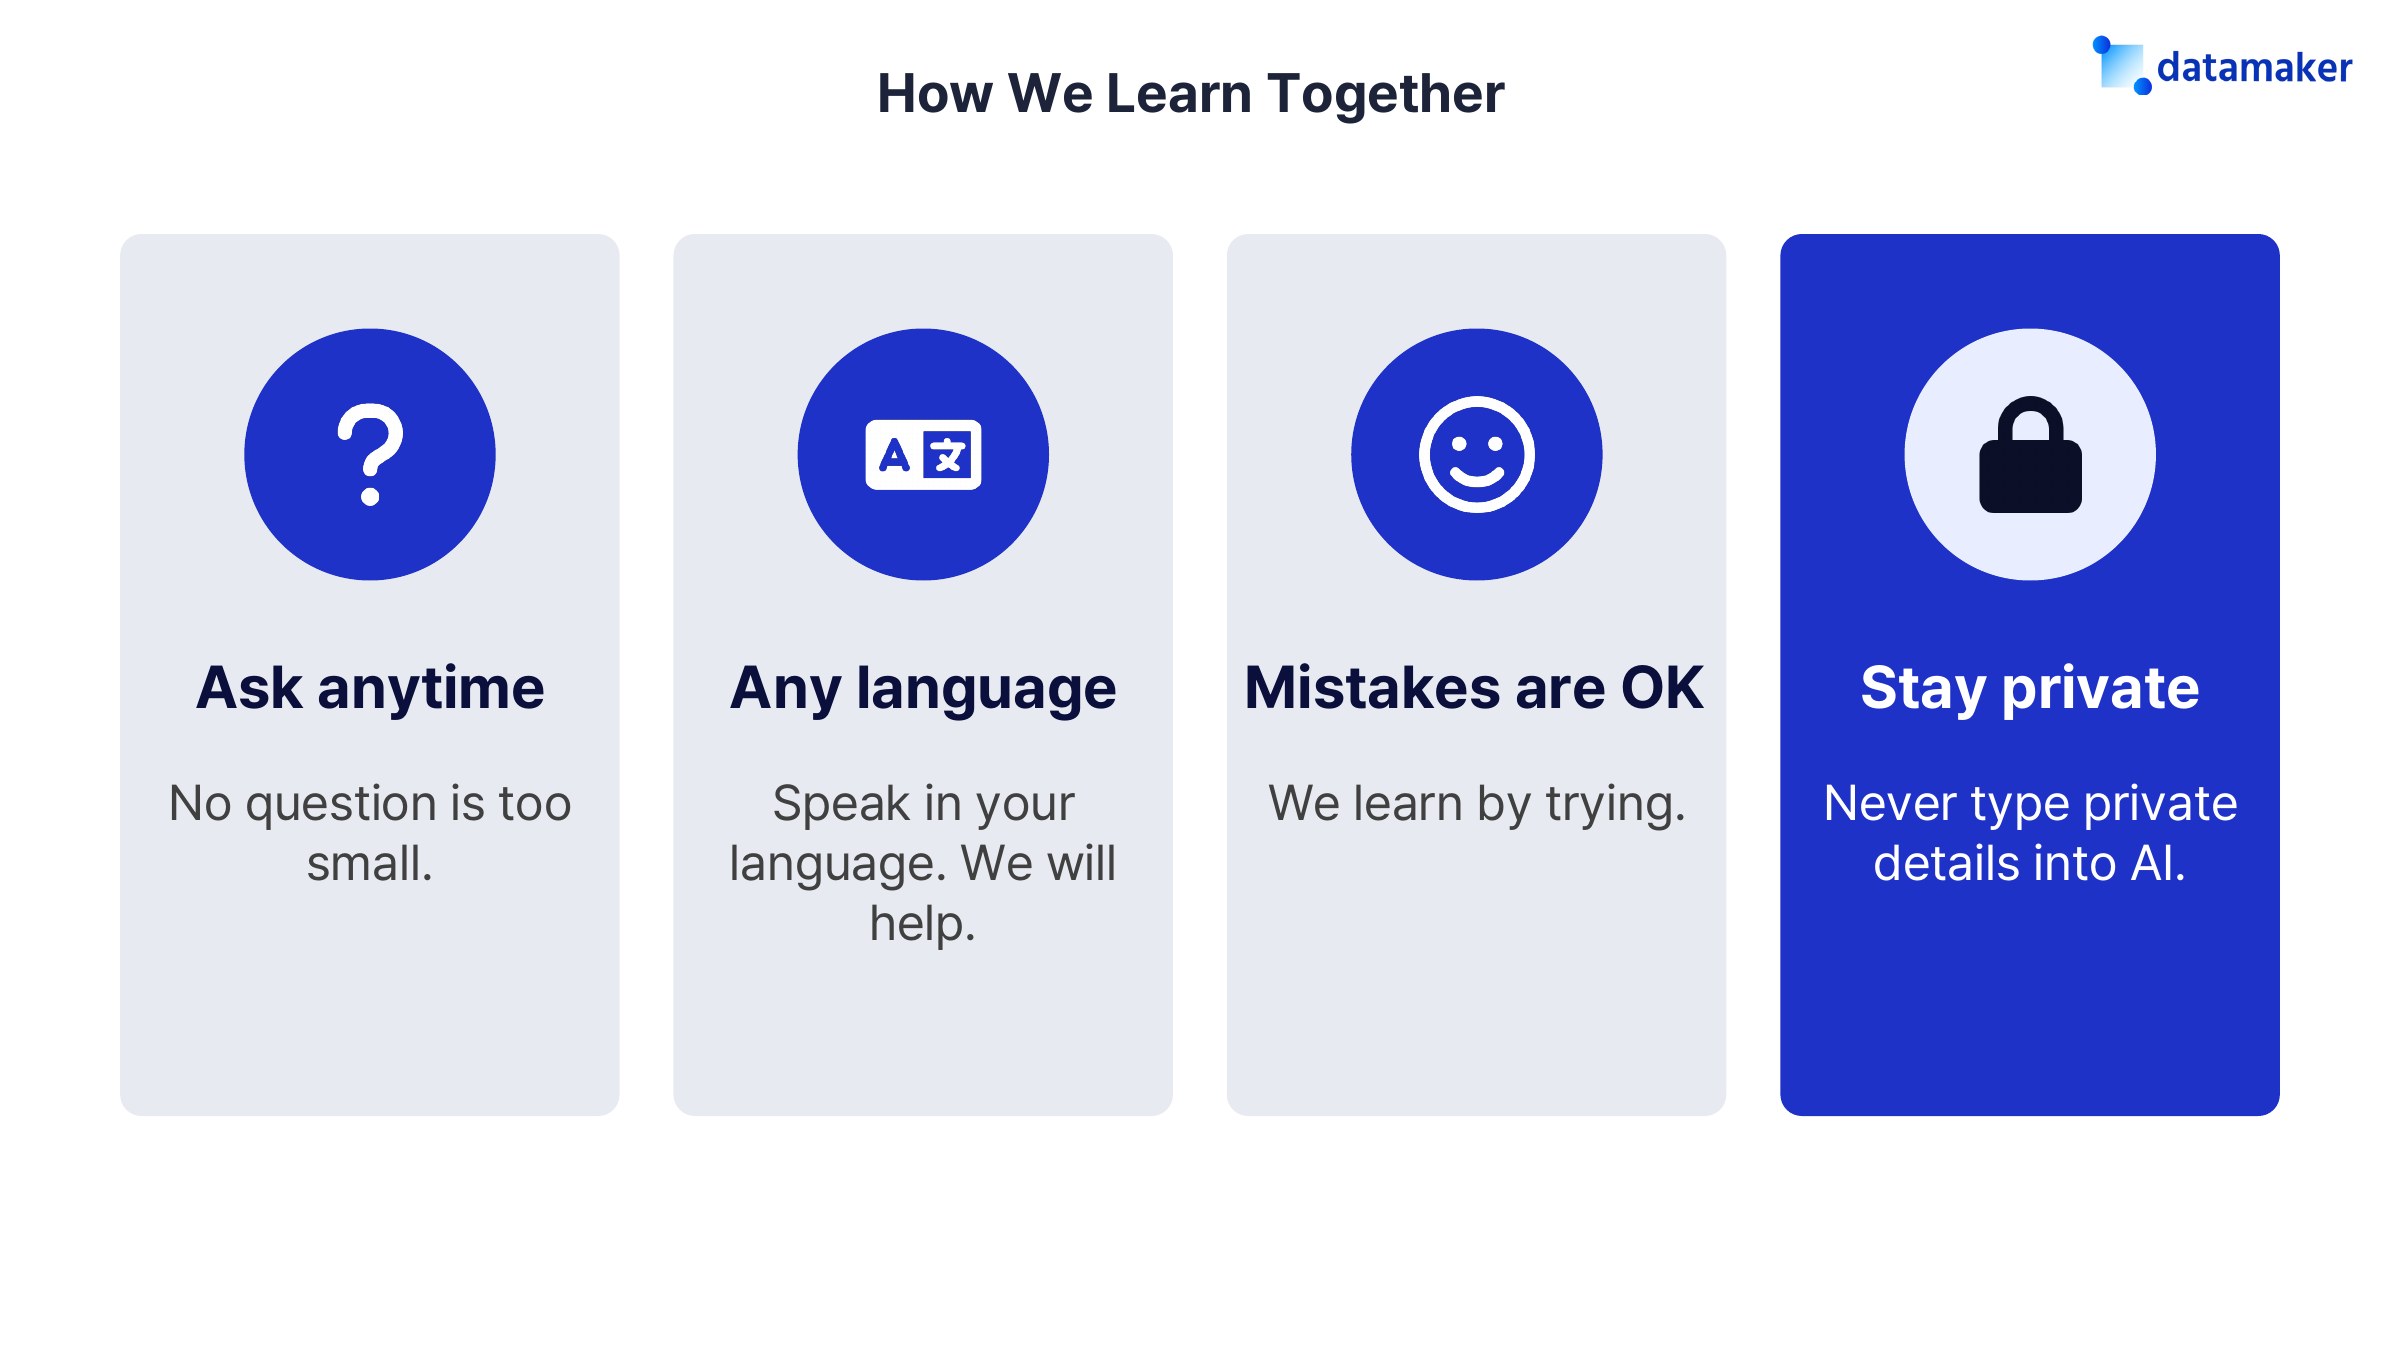 How We Learn Together
datamaker
A 文
Ask anytime
No question is too
small.
Any language
Speak in your
language. We will
help.
Mistakes are OK
We learn by trying.
Stay private
Never type private
details into AI.